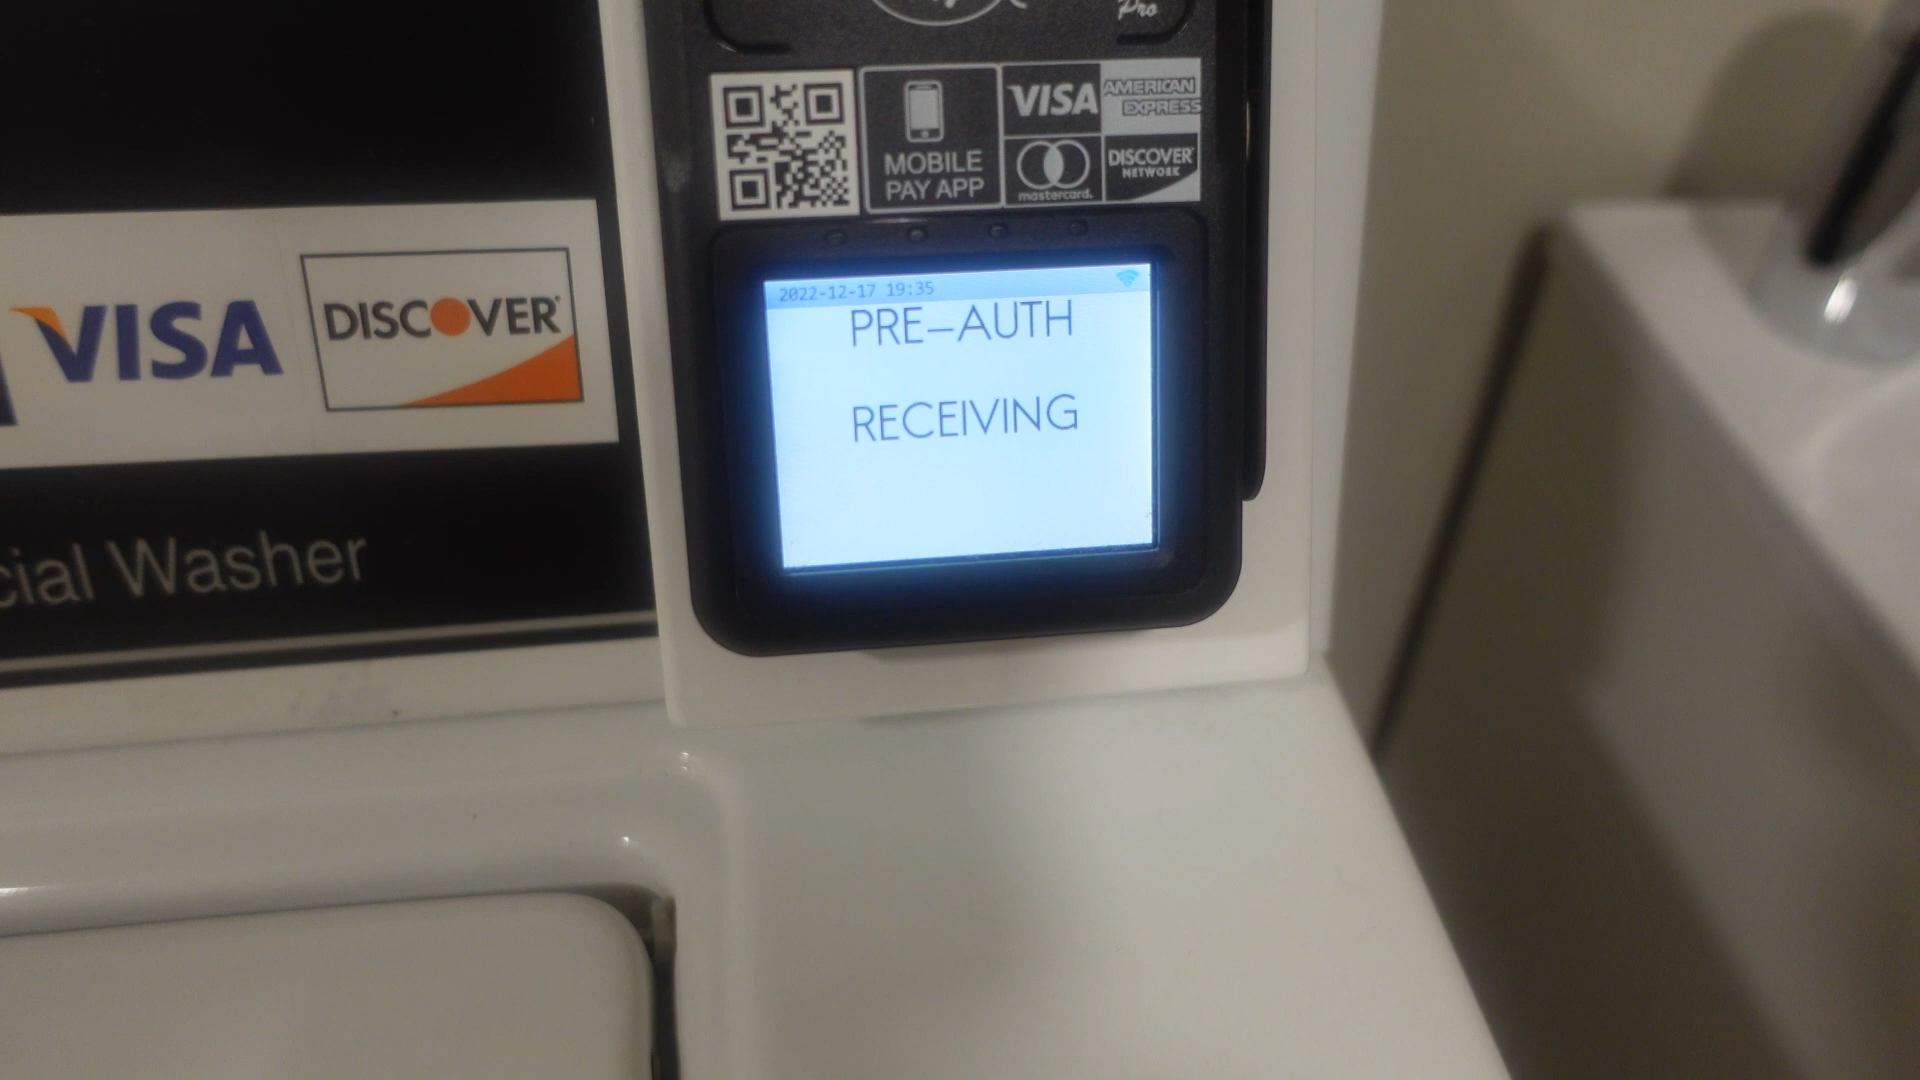 Pro
MOBILE
PAY APP
VISA
AMERICAN
EXPRESS
mastercard.
DISCOVER
NETWORK
VISA
DISCOVER
2022-12-17 19:35
PRE-AUTH
RECEIVING
cial Washer